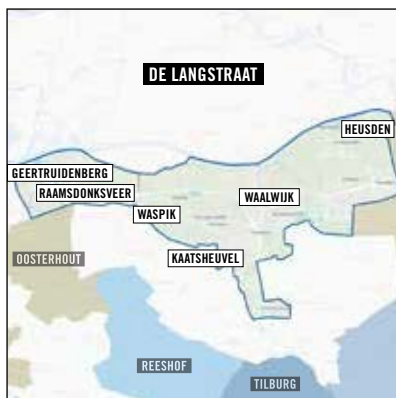 DE LANGSTRAAT
HEUSDEN
GEERTRUIDENBERG
RAAMSDONKSVEER
WAALWIJK
WASPIK
OOSTERHOUT
KAATSHEUVEL
REESHOF
TILBURG